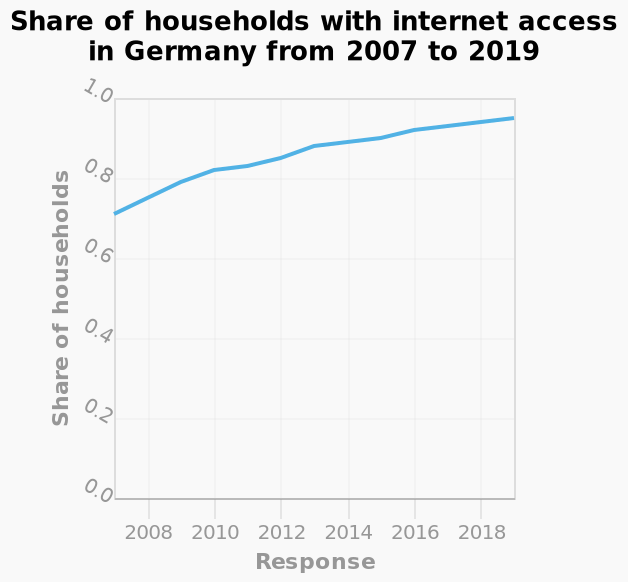 Share of households with internet access
in Germany from 2007 to 2019
1.0
0.8
0.6
0.4
0.2
0.0
Share of households
2008 2010 2012 2014 2016 2018
Response